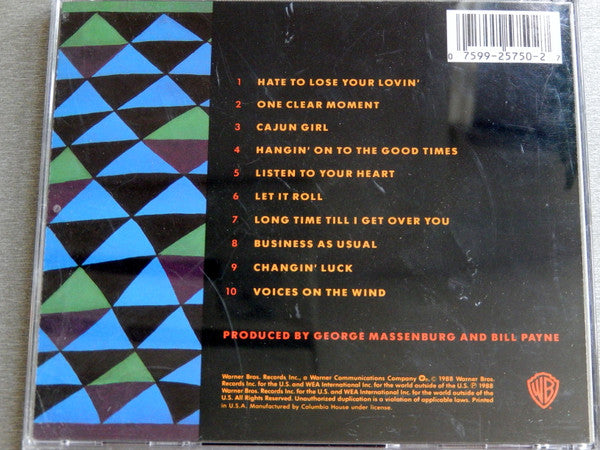 0 7599-25750-2 7
1 HATE TO LOSE YOUR LOVIN'
2 ONE CLEAR MOMENT
3 CAJUN GIRL
4 HANGIN' ON TO THE GOOD TIMES
5 LISTEN TO YOUR HEART
6 LET IT ROLL
7 LONG TIME TILL I GET OVER YOU
8 BUSINESS AS USUAL
9 CHANGIN' LUCK
10 VOICES ON THE WIND
PRODUCED BY GEORGE MASSENBURG AND BILL PAYNE
Warner Bros. Records Inc., a Warner Communications Company ©1988 Warner Bros.
Records Inc. for the U.S. and WEA International Inc. for the world outside of the U.S. ℗ 1988
Warner Bros. Records Inc. for the U.S. and WEA International Inc. for the world outside of the
U.S. All Rights Reserved. Unauthorized duplication is a violation of applicable laws. Printed
in U.S.A. Manufactured by Columbia House under license.
WB